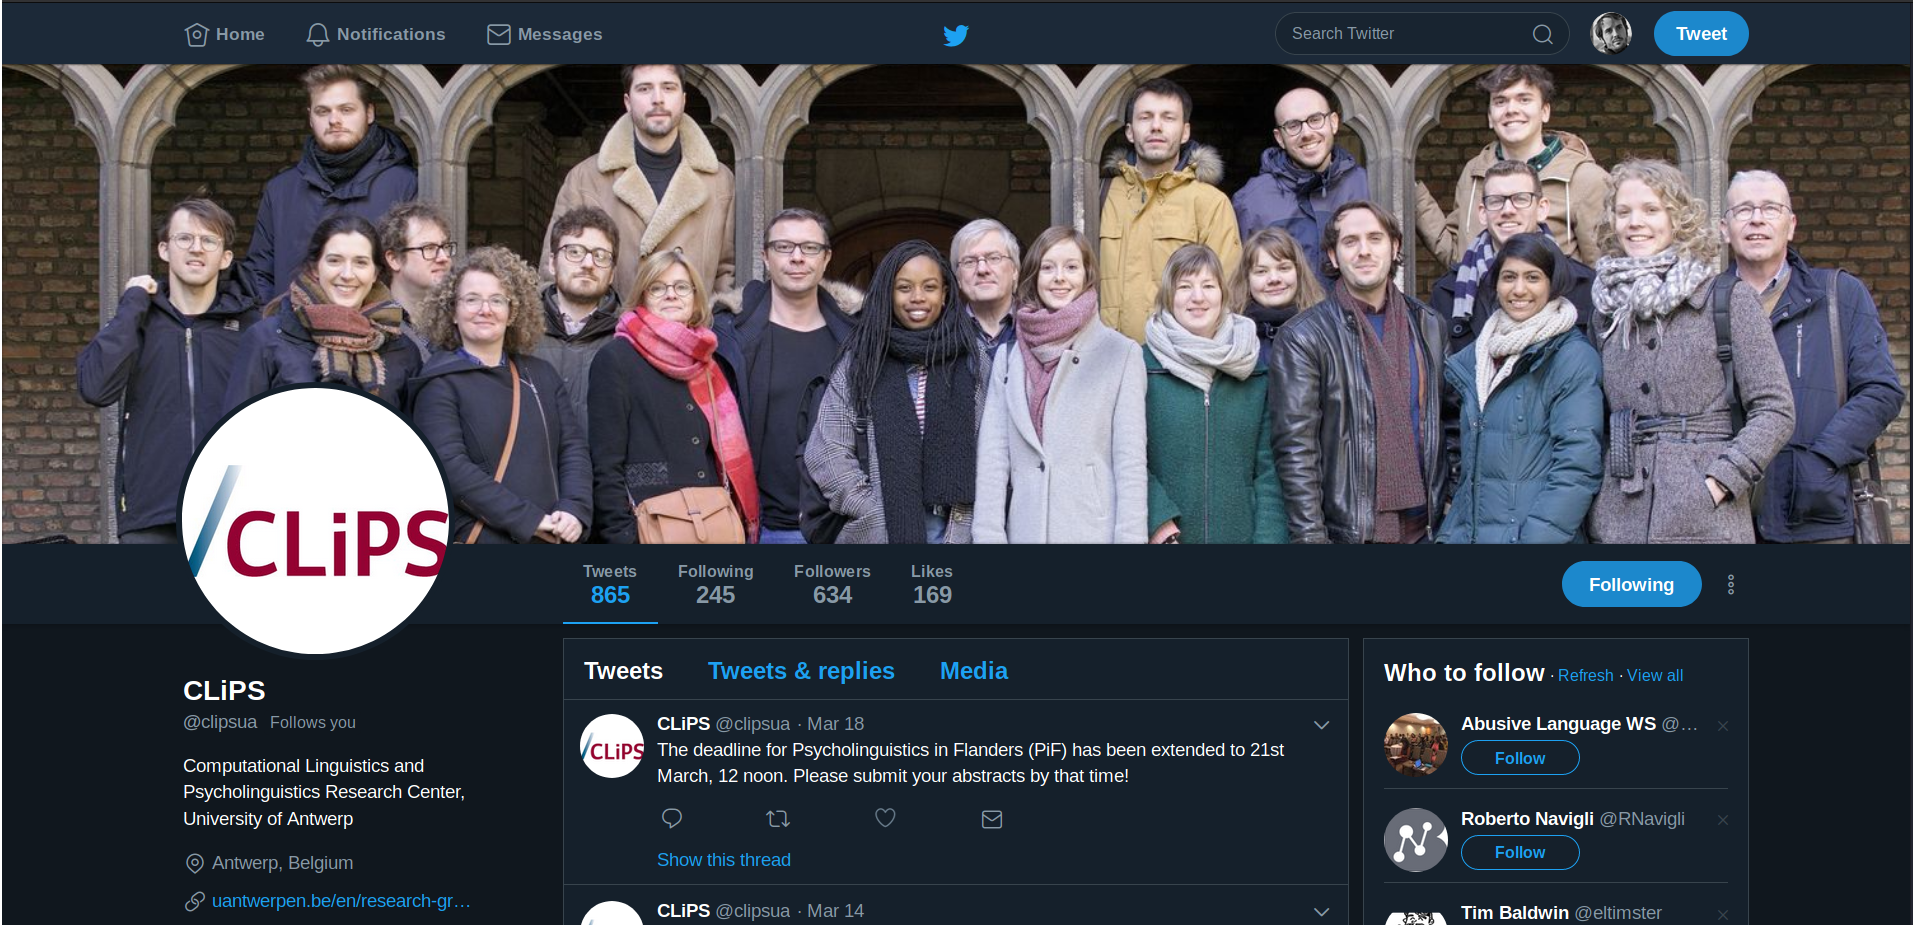 Home
Notifications
Messages
Search Twitter
Tweet
CLiPS
Tweets
865
Following
245
Followers
634
Likes
169
Following
CLiPS
@clipsua Follows you
Computational Linguistics and
Psycholinguistics Research Center,
University of Antwerp
Antwerp, Belgium
uantwerpen.be/en/research-gr…
Tweets Tweets & replies Media
CLiPS
CLiPS @clipsua · Mar 18
The deadline for Psycholinguistics in Flanders (PiF) has been extended to 21st
March, 12 noon. Please submit your abstracts by that time!
Show this thread
CLiPS @clipsua · Mar 14
Who to follow · Refresh · View all
Abusive Language WS @…
Follow
Roberto Navigli @RNavigli
Follow
Tim Baldwin @eltimster